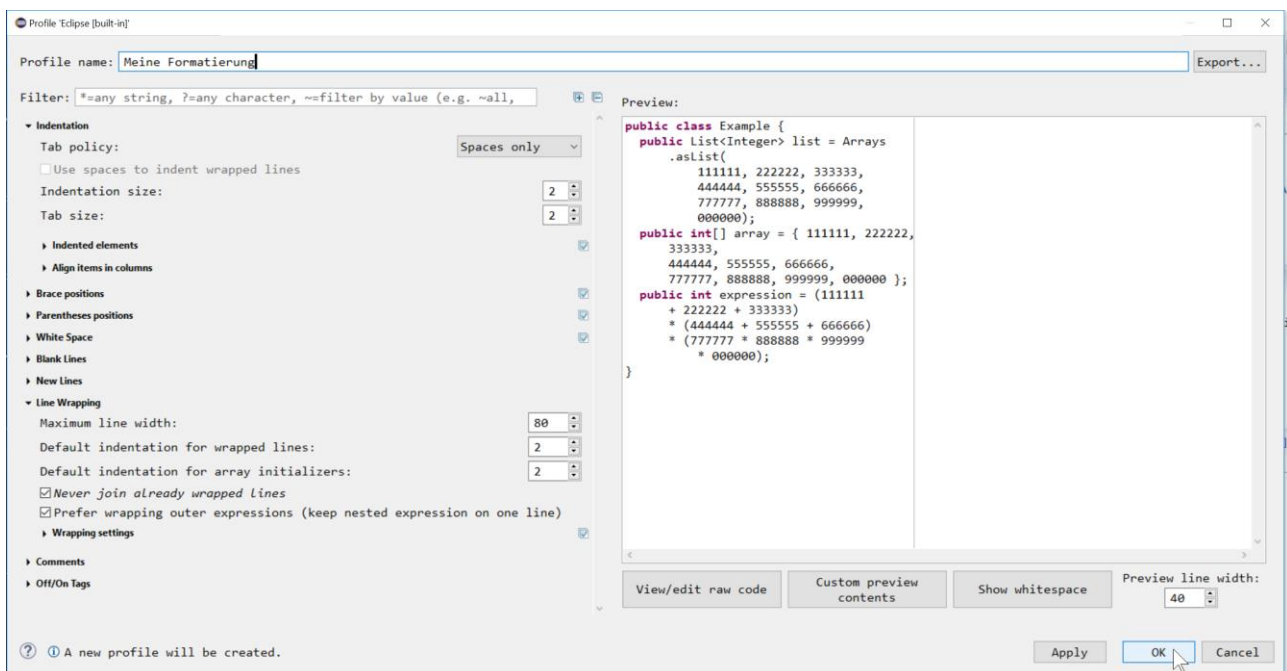 Profile 'Eclipse [built-in]'
Profile name: Meine Formatierung
Export...
Filter: *=any string, ?=any character, ~=filter by value (e.g. ~all,
Indentation
Tab policy: Spaces only
Use spaces to indent wrapped lines
Indentation size: 2
Tab size: 2
Indented elements
Align items in columns
Brace positions
Parentheses positions
White Space
Blank Lines
New Lines
Line Wrapping
Maximum line width: 80
Default indentation for wrapped lines: 2
Default indentation for array initializers: 2
Never join already wrapped lines
Prefer wrapping outer expressions (keep nested expression on one line)
Wrapping settings
Comments
Off/On Tags
Preview:
public class Example {
  public List<Integer> list = Arrays
      .asList(
          111111, 222222, 333333,
          444444, 555555, 666666,
          777777, 888888, 999999,
          000000);
  public int[] array = { 111111, 222222,
      333333,
      444444, 555555, 666666,
      777777, 888888, 999999, 000000 };
  public int expression = (111111
      + 222222 + 333333)
      * (444444 + 555555 + 666666)
      * (777777 * 888888 * 999999
          * 000000);
}
View/edit raw code
Custom preview
contents
Show whitespace
Preview line width:
40
A new profile will be created.
Apply
OK
Cancel